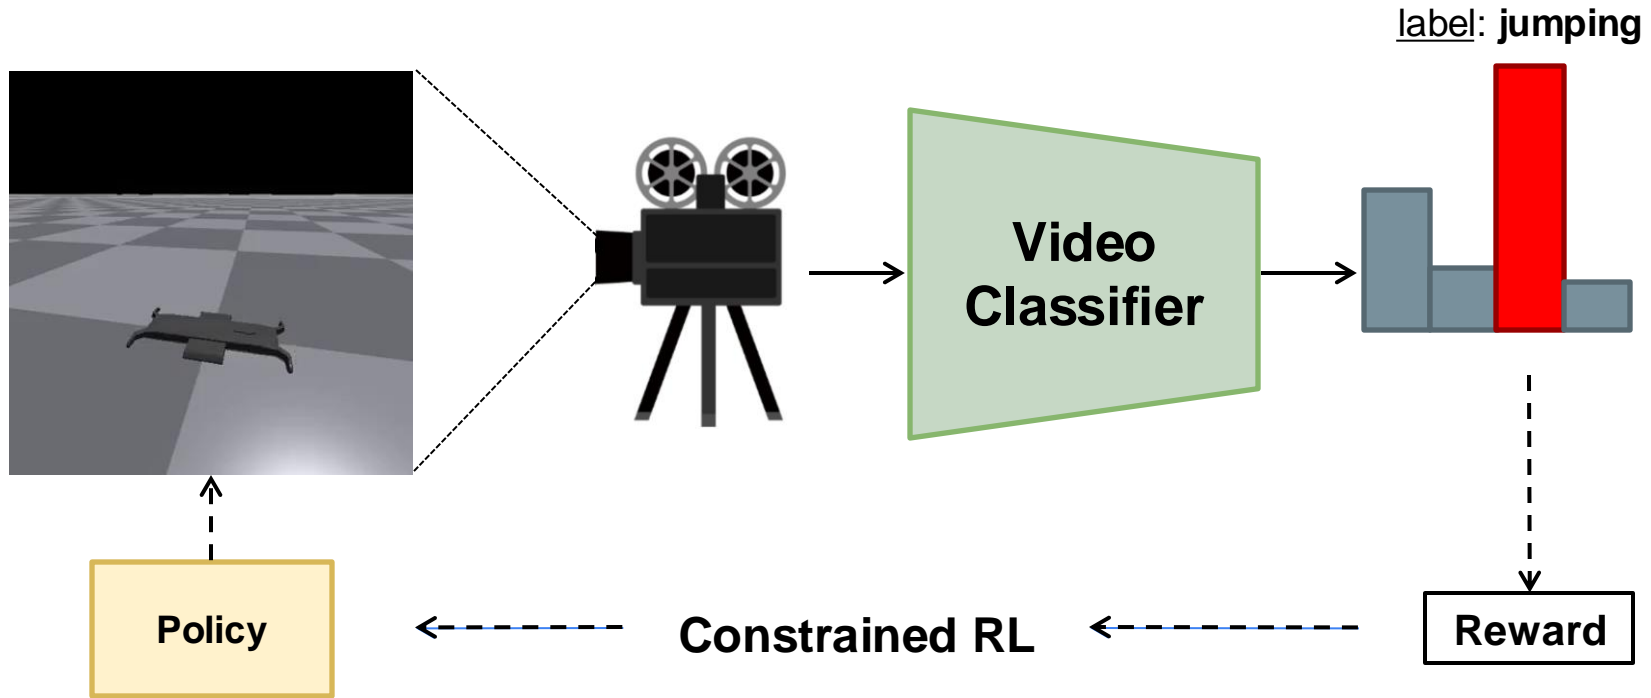 label: jumping
Video
Classifier
Policy
Constrained RL
Reward